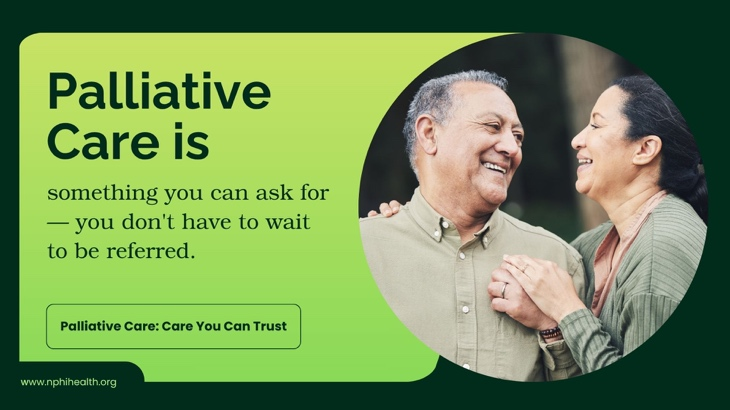 Palliative
Care is
something you can ask for
— you don't have to wait
to be referred.
Palliative Care: Care You Can Trust
www.nphihealth.org